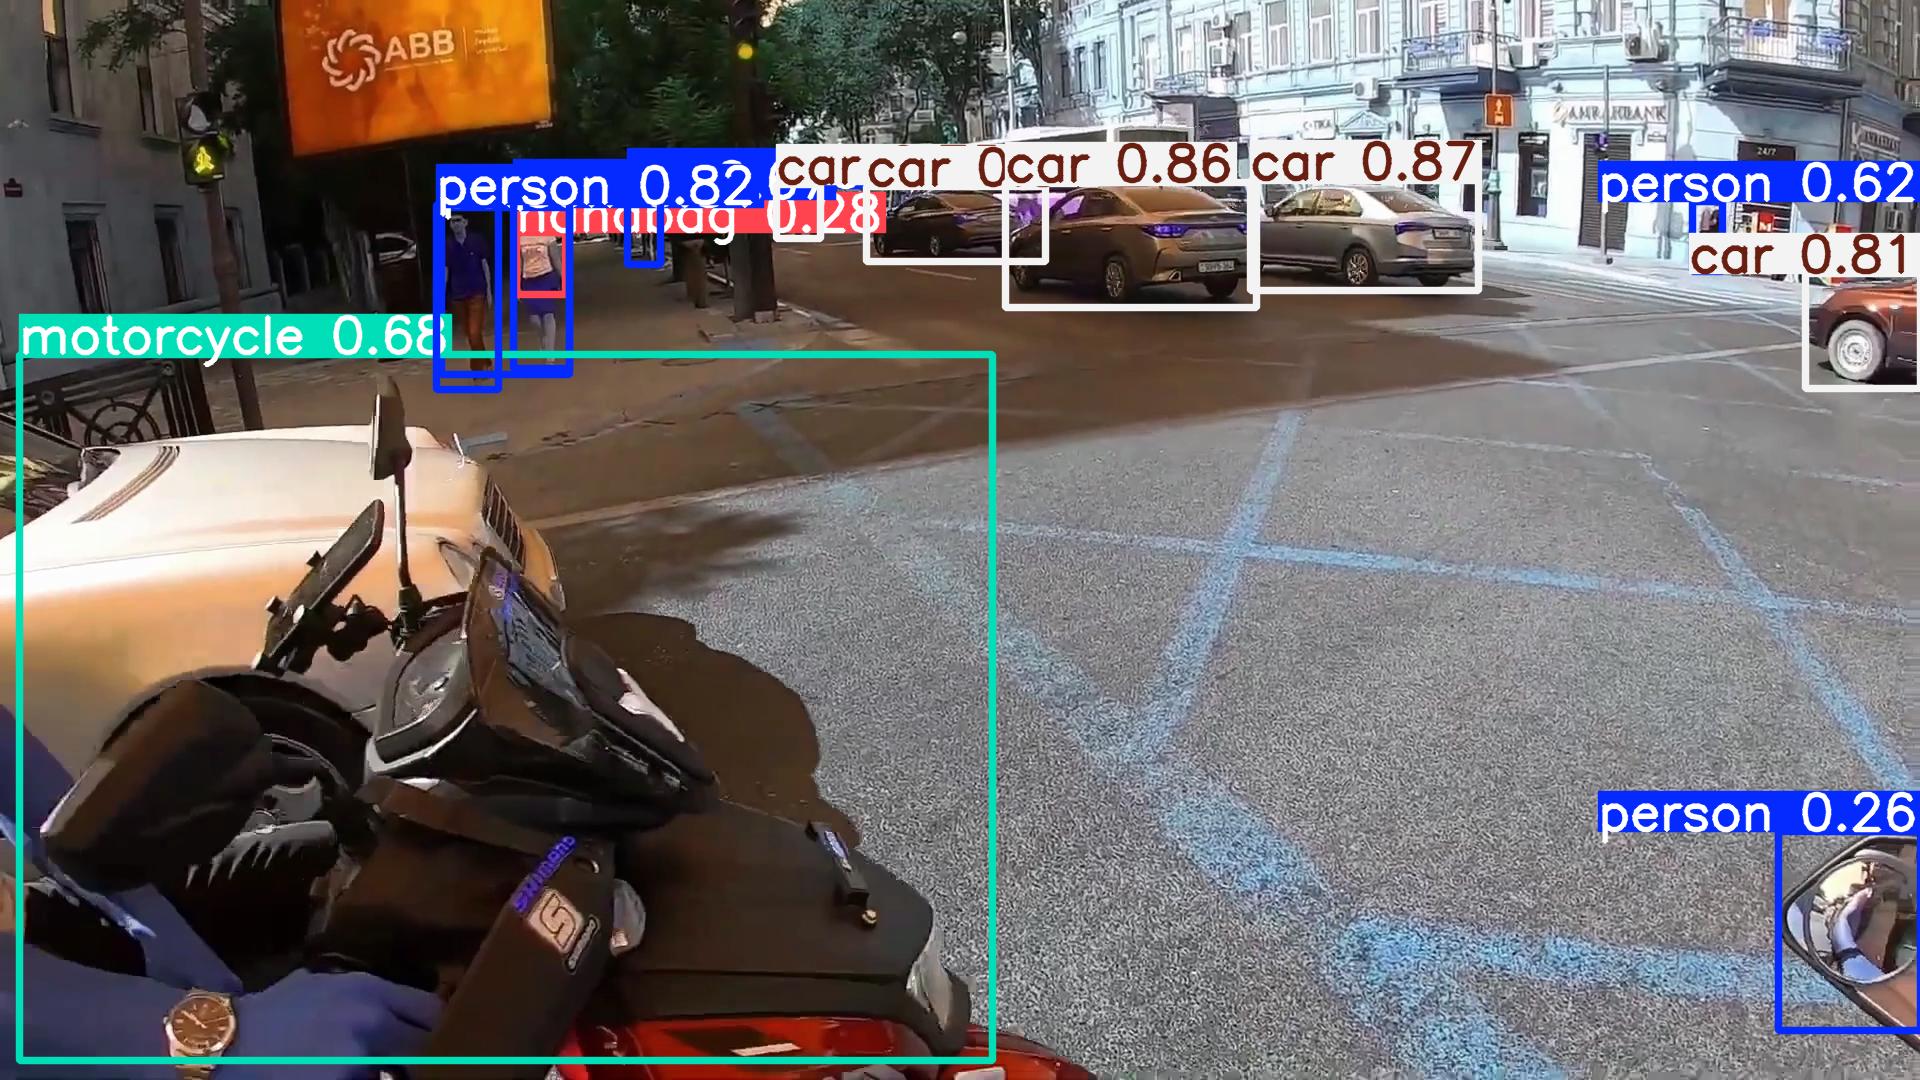 ABB
AMRAHBANK
24/7
person 0.82
car
car 0
car 0.86
car 0.87
person 0.62
handbag 0.28
car 0.81
M
motorcycle 0.68
person 0.26
SHIMANO
S